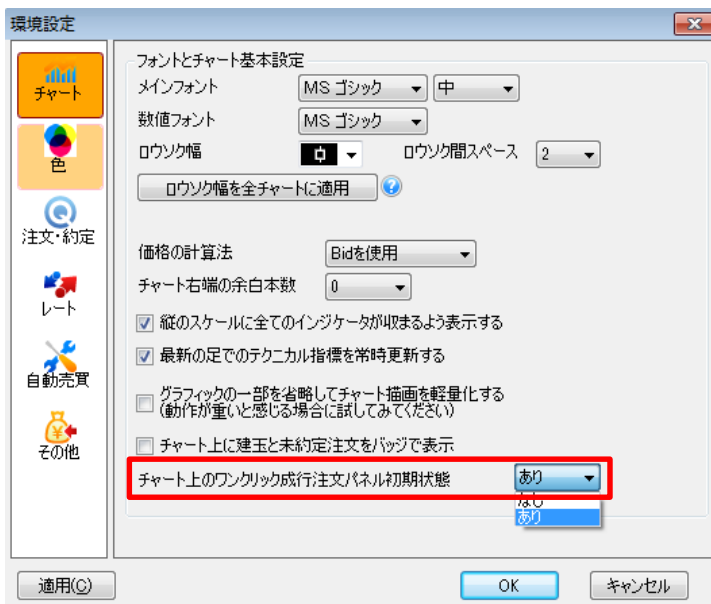 環境設定
チャート
色
注文・約定
レート
自動売買
その他
フォントとチャート基本設定
メインフォント MS ゴシック 中
数値フォント MS ゴシック
ロウソク幅 ロウソク間スペース 2
ロウソク幅を全チャートに適用 ?
価格の計算法 Bidを使用
チャート右端の余白本数 0
縦のスケールに全てのインジケータが収まるよう表示する
最新の足でのテクニカル指標を常時更新する
グラフィックの一部を省略してチャート描画を軽量化する
(動作が重いと感じる場合に試してみてください)
チャート上に建玉と未約定注文をバッジで表示
チャート上のワンクリック成行注文パネル初期状態 あり
なし
あり
適用(C) OK キャンセル